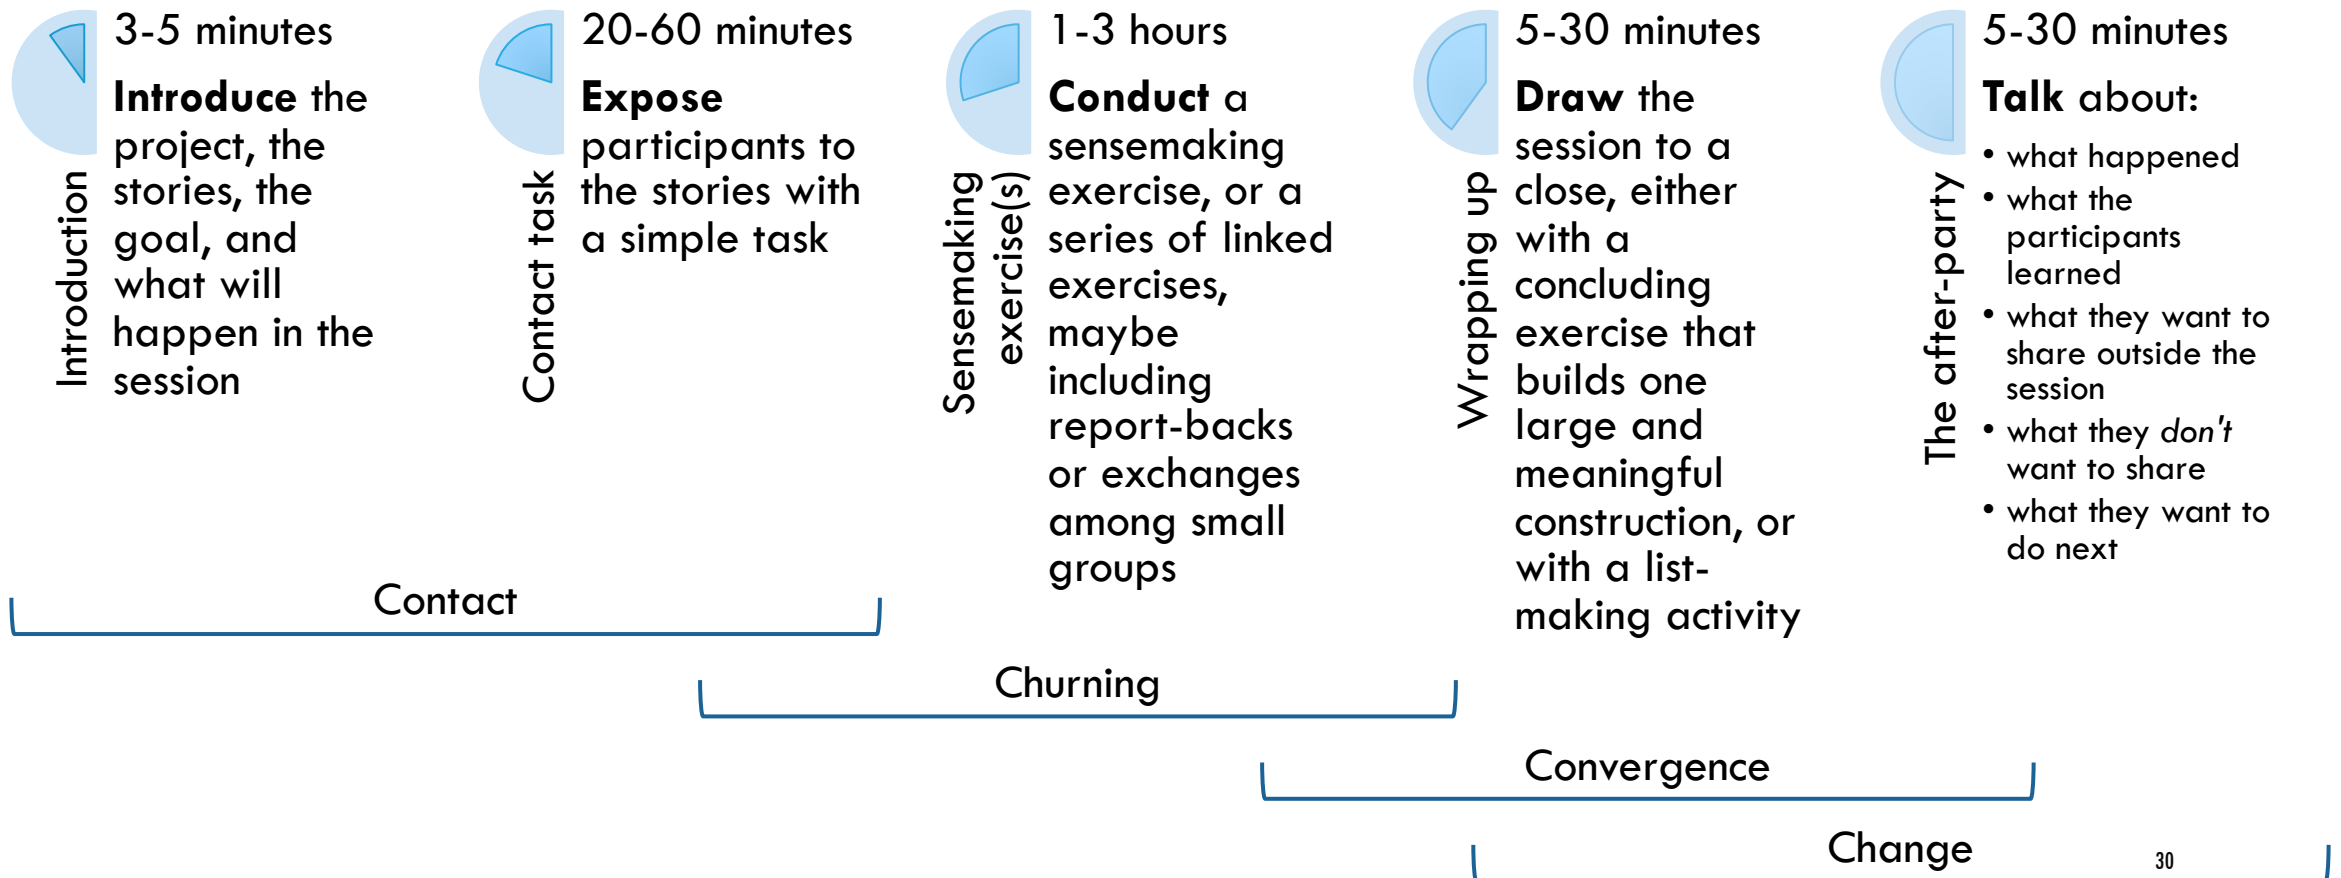 3-5 minutes
Introduce the
project, the
stories, the
goal, and
what will
happen in the
session
Introduction
20-60 minutes
Expose
participants to
the stories with
a simple task
Contact task
1-3 hours
Conduct a
sensemaking
exercise, or a
series of linked
exercises,
maybe
including
report-backs
or exchanges
among small
groups
Sensemaking
exercise(s)
5-30 minutes
Draw the
session to a
close, either
with a
concluding
exercise that
builds one
large and
meaningful
construction, or
with a list-
making activity
Wrapping up
5-30 minutes
Talk about:
• what happened
• what the
participants
learned
• what they want to
share outside the
session
• what they don't
want to share
• what they want to
do next
The after-party
Contact
Churning
Convergence
Change
30